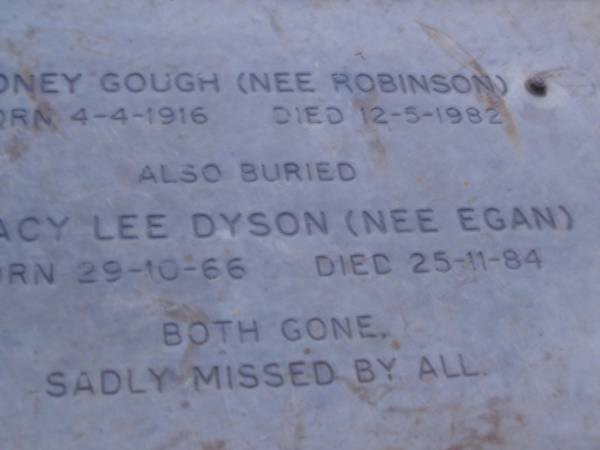 DNEY GOUGH (NEE ROBINSON)
ORN 4-4-1916 DIED 12-5-1982
ALSO BURIED
ACY LEE DYSON (NEE EGAN)
ORN 29-10-66 DIED 25-11-84
BOTH GONE,
SADLY MISSED BY ALL.